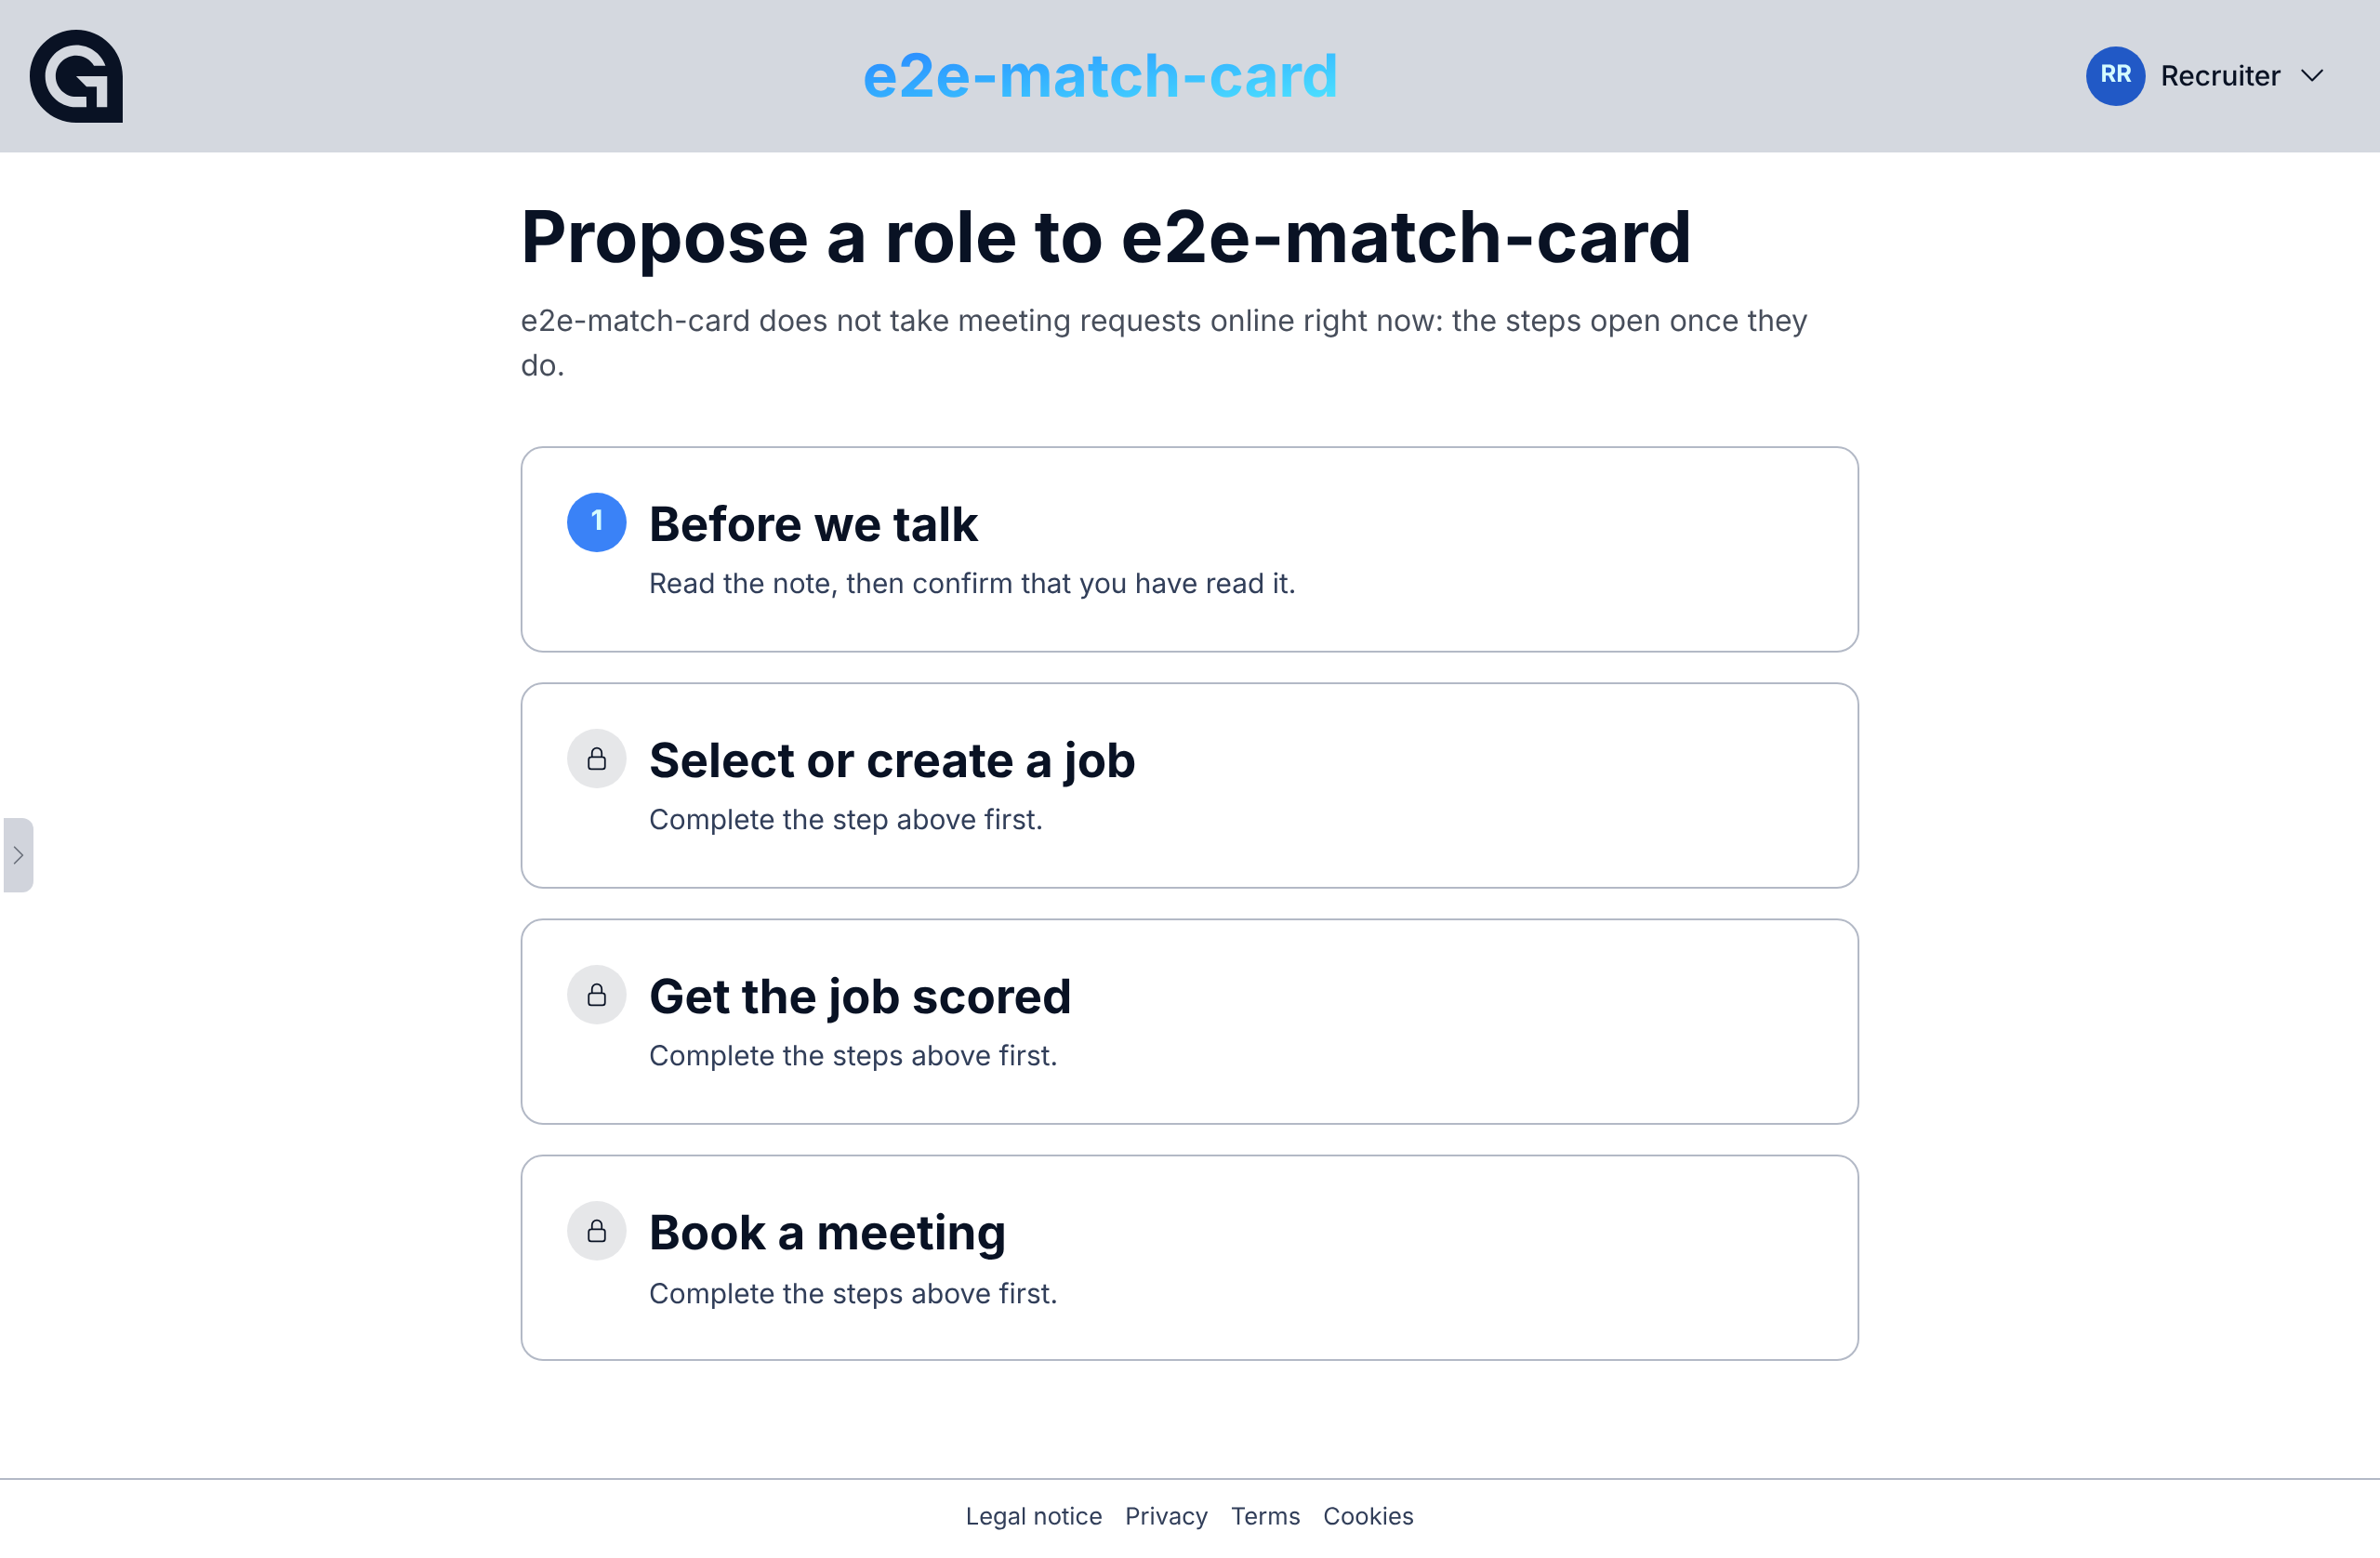 e2e-match-card
RR Recruiter
Propose a role to e2e-match-card
e2e-match-card does not take meeting requests online right now: the steps open once they
do.
1 Before we talk
Read the note, then confirm that you have read it.
Select or create a job
Complete the step above first.
Get the job scored
Complete the steps above first.
Book a meeting
Complete the steps above first.
Legal notice Privacy Terms Cookies